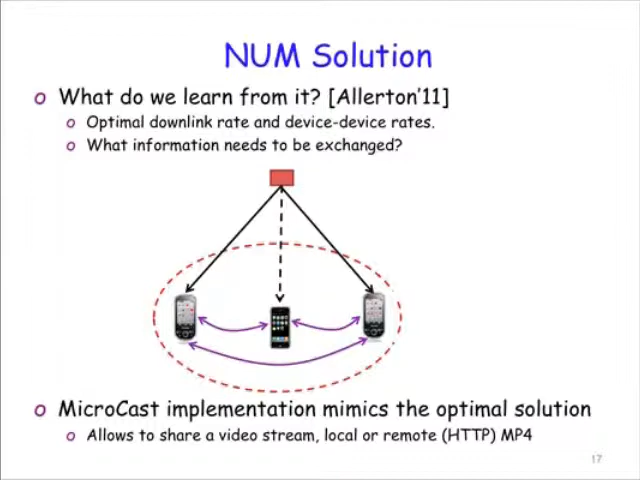 NUM Solution
o What do we learn from it? [Allerton'11]
o Optimal downlink rate and device-device rates.
o What information needs to be exchanged?
o MicroCast implementation mimics the optimal solution
o Allows to share a video stream, local or remote (HTTP) MP4
17